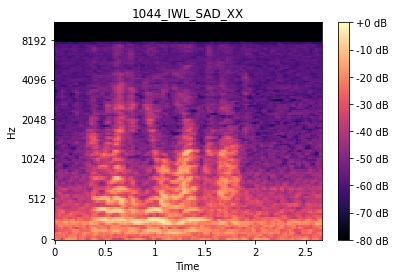 1044_IWL_SAD_XX
8192
4096
2048
1024
512
0
Hz
0
0.5
1
1.5
2
2.5
Time
+0 dB
-10 dB
-20 dB
-30 dB
-40 dB
-50 dB
-60 dB
-70 dB
-80 dB